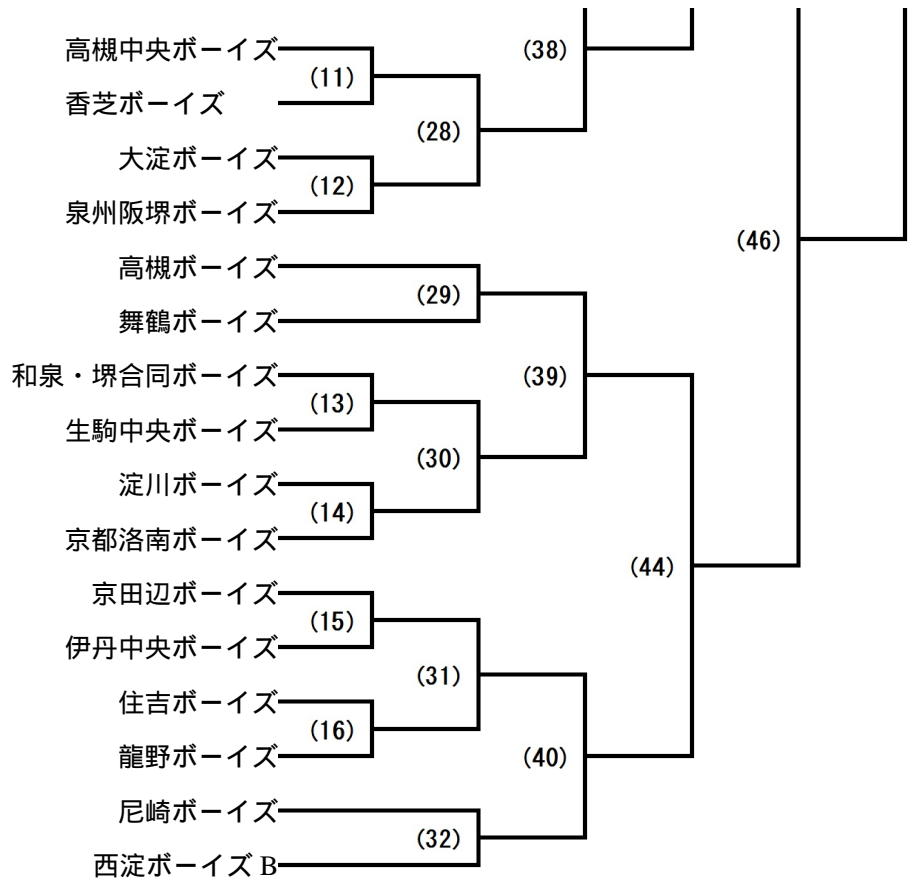 高槻中央ボーイズ
(11)
香芝ボーイズ
(38)
(28)
大淀ボーイズ
(12)
泉州阪堺ボーイズ
(46)
高槻ボーイズ
(29)
舞鶴ボーイズ
和泉・堺合同ボーイズ
(13)
生駒中央ボーイズ
(39)
(30)
淀川ボーイズ
(14)
京都洛南ボーイズ
(44)
京田辺ボーイズ
(15)
伊丹中央ボーイズ
(31)
住吉ボーイズ
(16)
龍野ボーイズ
(40)
尼崎ボーイズ
(32)
西淀ボーイズ B